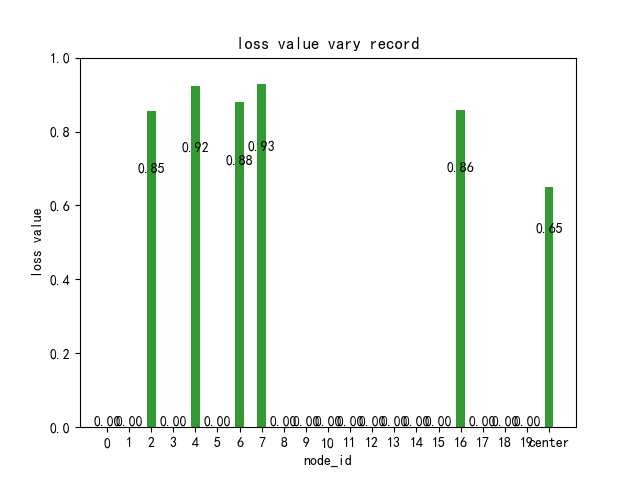 loss value vary record
loss value
1.0
0.8
0.6
0.4
0.2
0.0
0.00 0.00 0.85 0.00 0.92 0.00 0.88 0.93 0.00 0.00 0.00 0.00 0.00 0.00 0.00 0.00 0.86 0.00 0.00 0.00 0.65
0 1 2 3 4 5 6 7 8 9 10 11 12 13 14 15 16 17 18 19 center
node_id